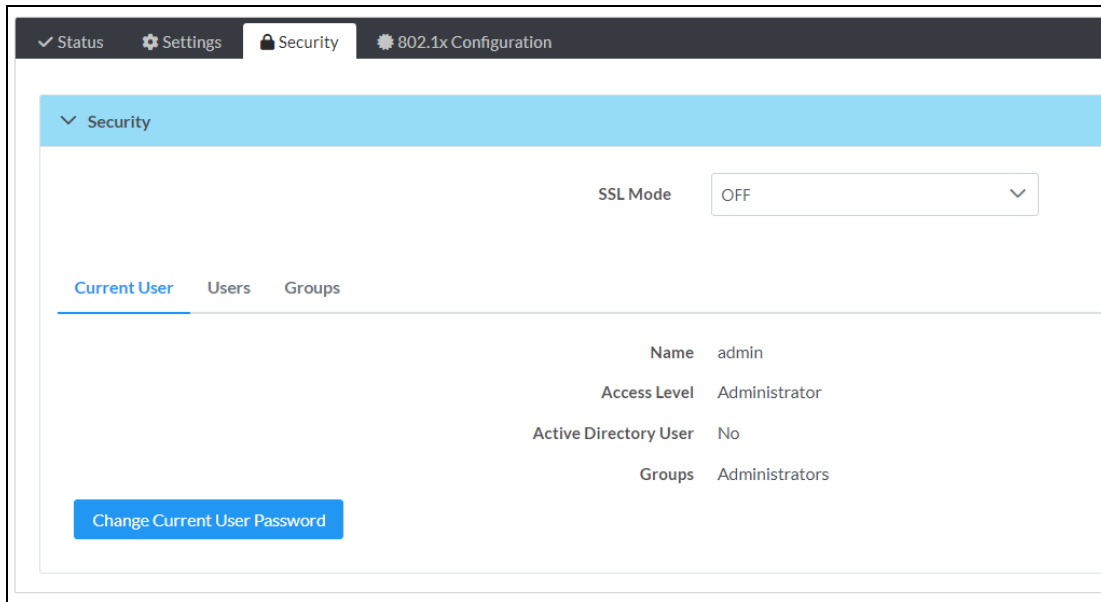 Status Settings Security 802.1x Configuration
Security
SSL Mode OFF
Current User Users Groups
Name admin
Access Level Administrator
Active Directory User No
Groups Administrators
Change Current User Password